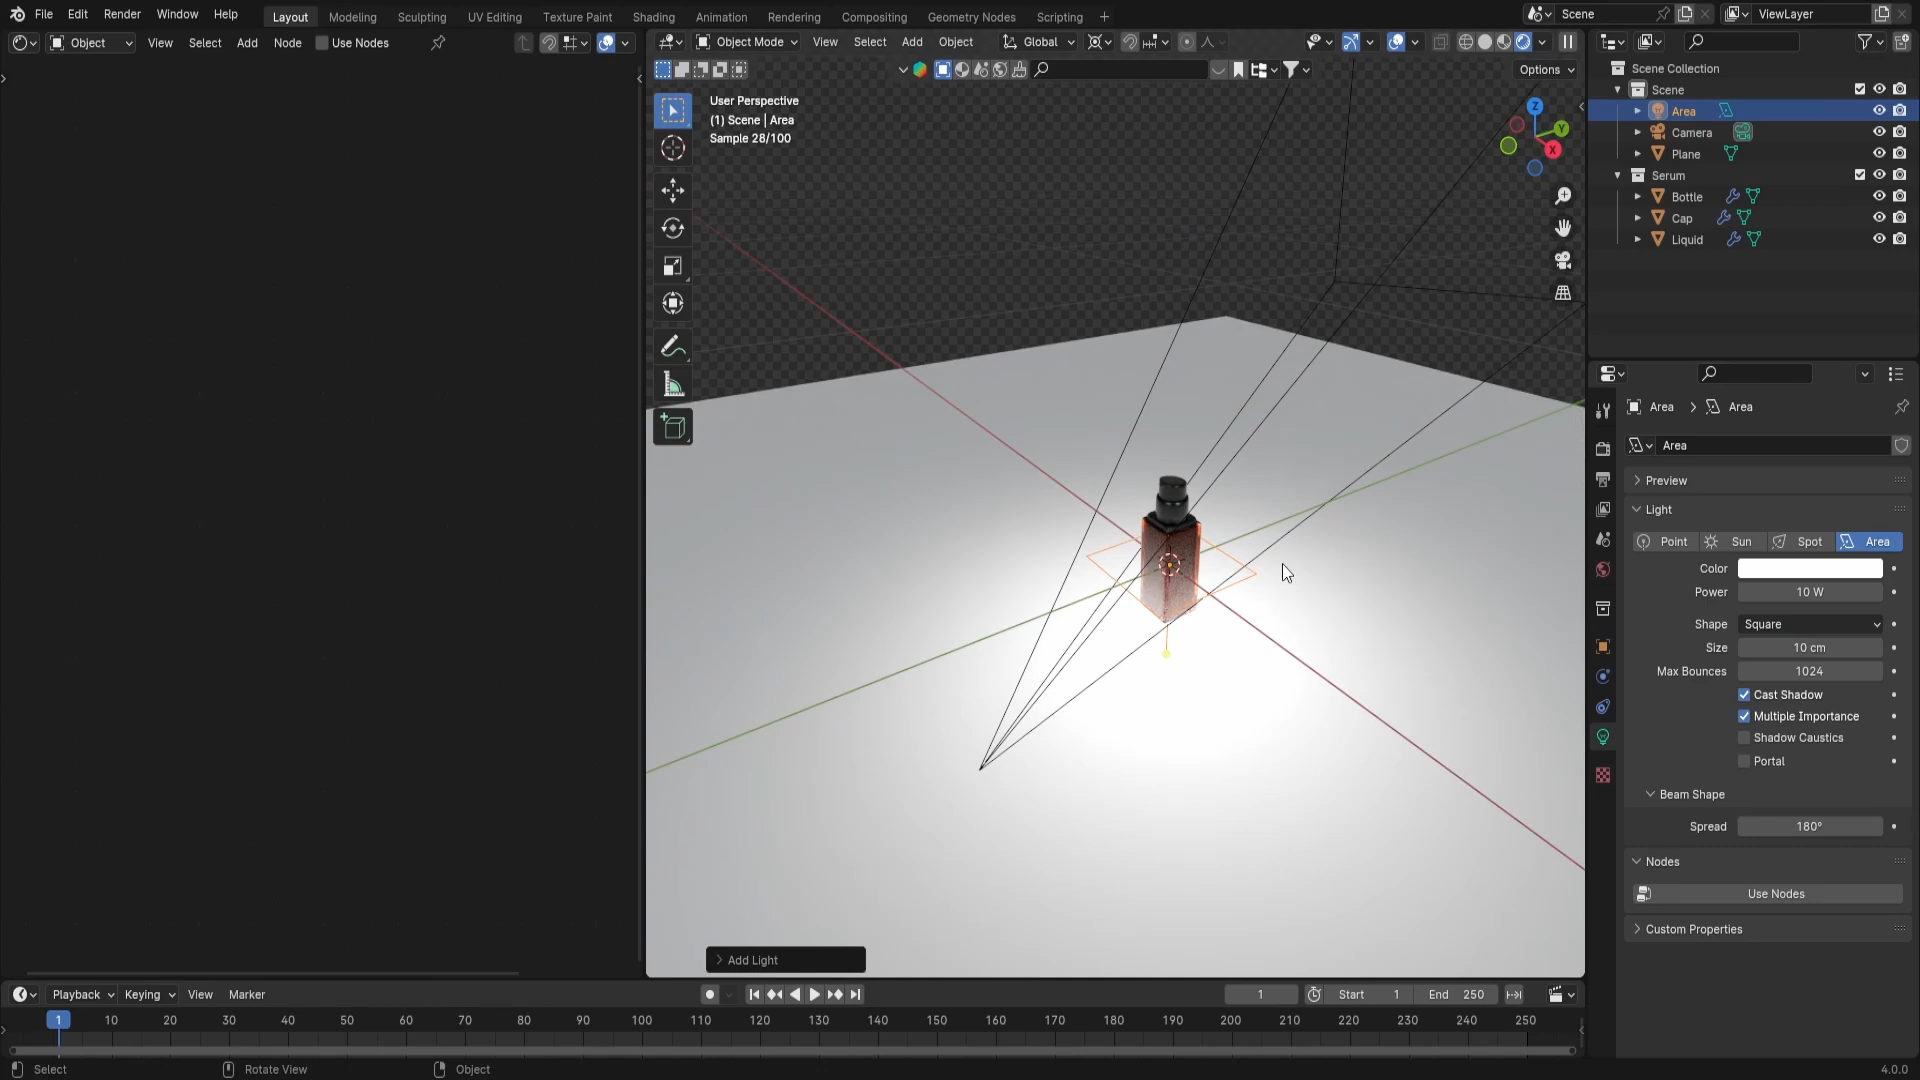 File Edit Render Window Help Layout Modeling Sculpting UV Editing Texture Paint Shading Animation Rendering Compositing Geometry Nodes Scripting + Scene ViewLayer
Object View Select Add Node Use Nodes
Object Mode View Select Add Object Global
Options
User Perspective
(1) Scene | Area
Sample 28/100
Z
Y
X
Add Light
Scene Collection
Scene
Area
Camera
Plane
Serum
Bottle
Cap
Liquid
Area Area
Area
Preview
Light
Point Sun Spot Area
Color
Power 10 W
Shape Square
Size 10 cm
Max Bounces 1024
Cast Shadow
Multiple Importance
Shadow Caustics
Portal
Beam Shape
Spread 180°
Nodes
Use Nodes
Custom Properties
Playback Keying View Marker 1 Start 1 End 250
1 10 20 30 40 50 60 70 80 90 100 110 120 130 140 150 160 170 180 190 200 210 220 230 240 250
Select Rotate View Object 4.0.0